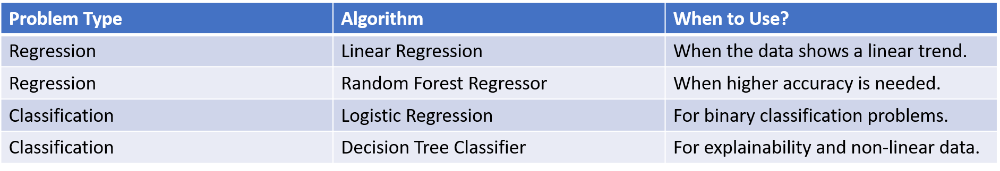 Problem Type Algorithm When to Use?
Regression Linear Regression When the data shows a linear trend.
Regression Random Forest Regressor When higher accuracy is needed.
Classification Logistic Regression For binary classification problems.
Classification Decision Tree Classifier For explainability and non-linear data.